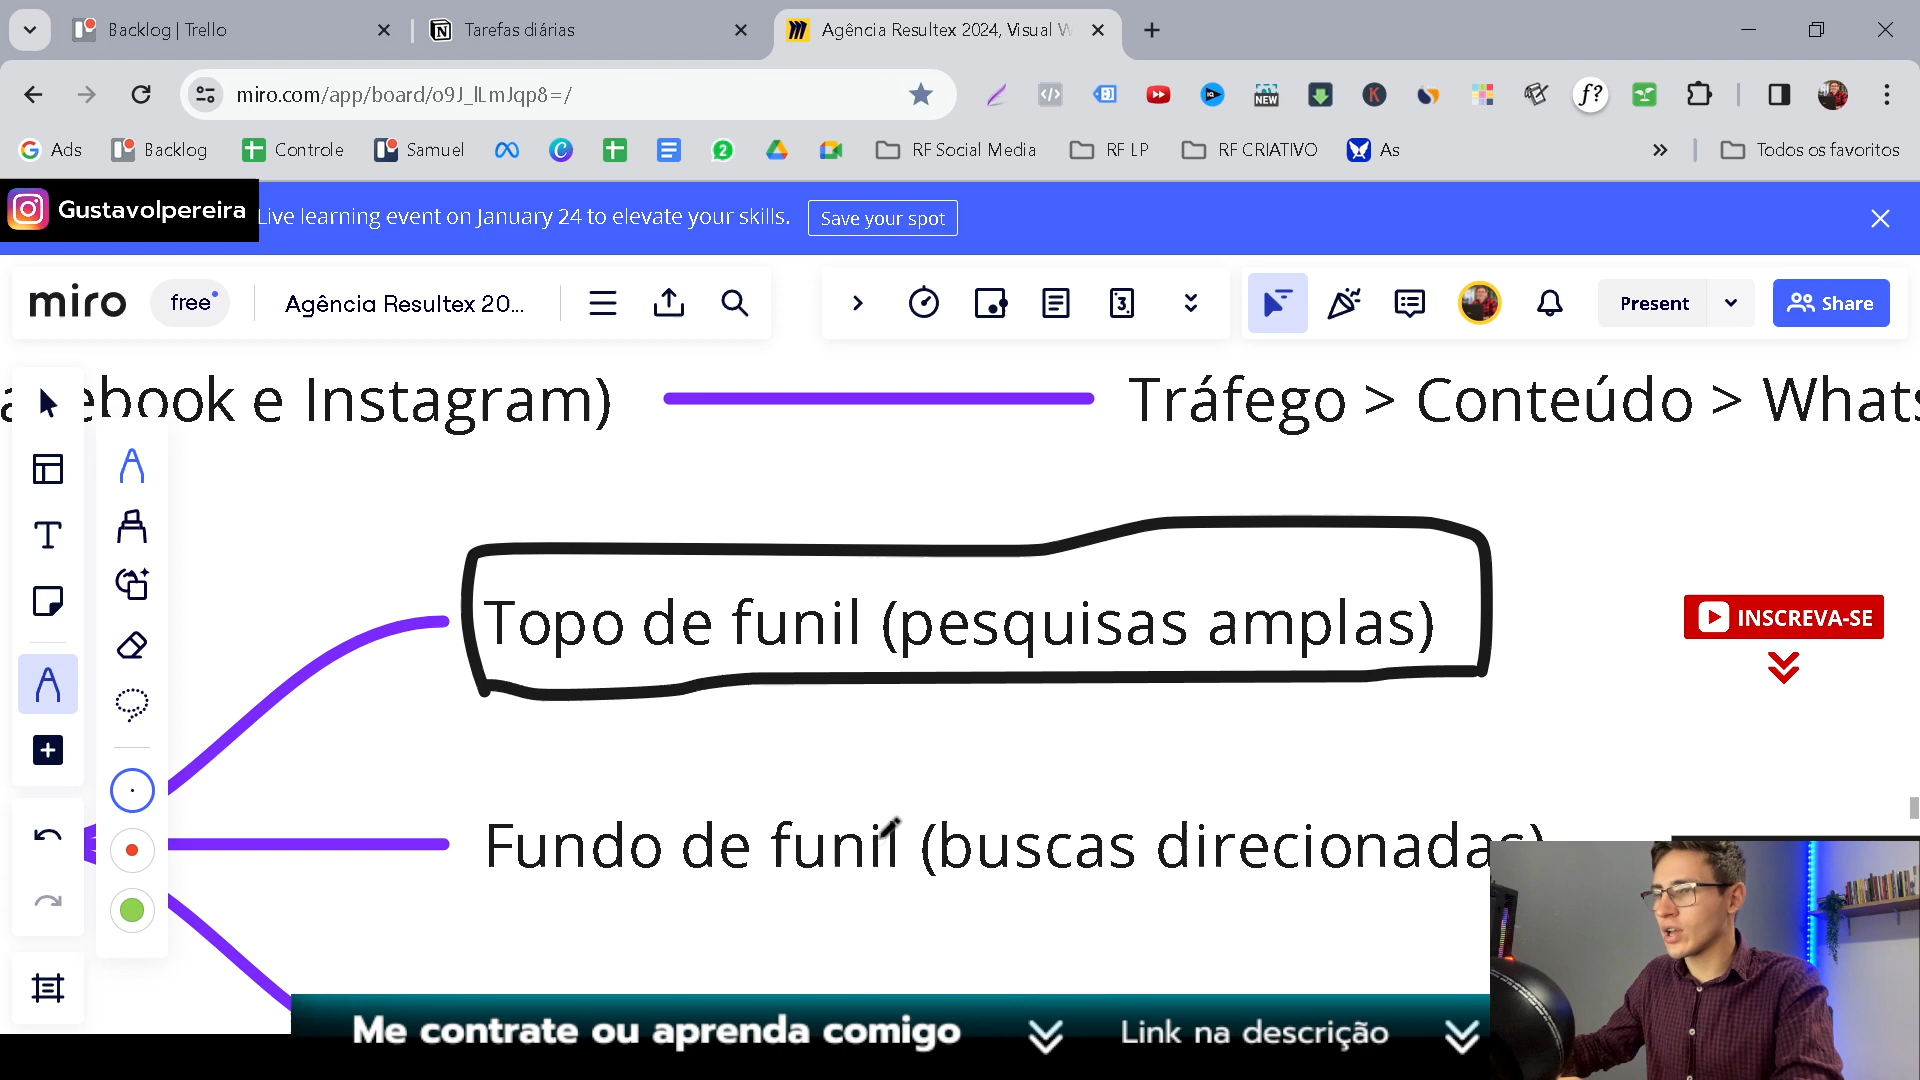 Backlog | Trello
Tarefas diárias
Agência Resultex 2024, Visual W
miro.com/app/board/o9J_lLmJqp8=/
NEW
K
f?
Ads
Backlog
Controle
Samuel
2
RF Social Media
RF LP
RF CRIATIVO
As
Todos os favoritos
Gustavolpereira
Live learning event on January 24 to elevate your skills.
Save your spot
miro
free
Agência Resultex 20...
3
Present
Share
ebook e Instagram)
Tráfego > Conteúdo > Whats
Topo de funil (pesquisas amplas)
INSCREVA-SE
Fundo de funil (buscas direcionadas)
Me contrate ou aprenda comigo
Link na descrição